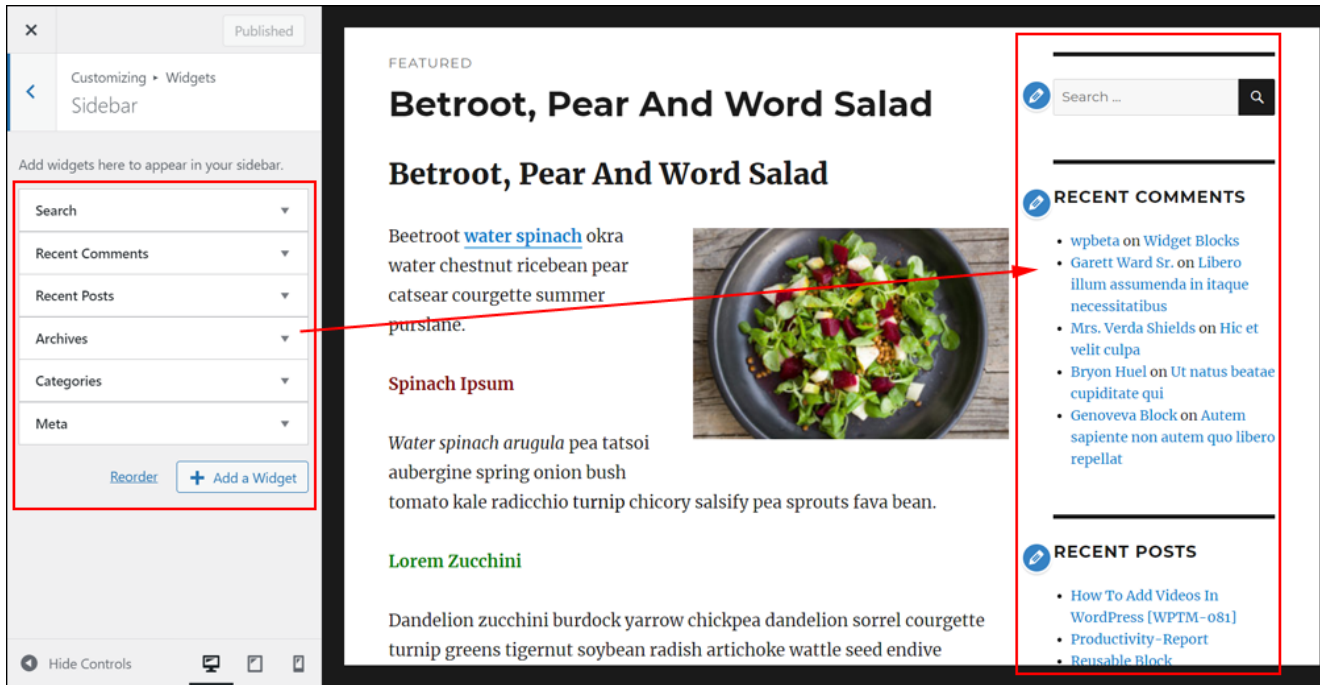 Published
Customizing ▸ Widgets
Sidebar
Add widgets here to appear in your sidebar.
Search
Recent Comments
Recent Posts
Archives
Categories
Meta
Reorder
Add a Widget
Hide Controls
FEATURED
Betroot, Pear And Word Salad
Betroot, Pear And Word Salad
Beetroot water spinach okra
water chestnut ricebean pear
catsear courgette summer
purslane.
Spinach Ipsum
Water spinach arugula pea tatsoi
aubergine spring onion bush
tomato kale radicchio turnip chicory salsify pea sprouts fava bean.
Lorem Zucchini
Dandelion zucchini burdock yarrow chickpea dandelion sorrel courgette
turnip greens tigernut soybean radish artichoke wattle seed endive
Search ...
RECENT COMMENTS
• wpbeta on Widget Blocks
• Garett Ward Sr. on Libero
illum assumenda in itaque
necessitatibus
• Mrs. Verda Shields on Hic et
velit culpa
• Bryon Huel on Ut natus beatae
cupiditate qui
• Genoveva Block on Autem
sapiente non autem quo libero
repellat
RECENT POSTS
• How To Add Videos In
WordPress [WPTM-081]
• Productivity-Report
• Reusable Block